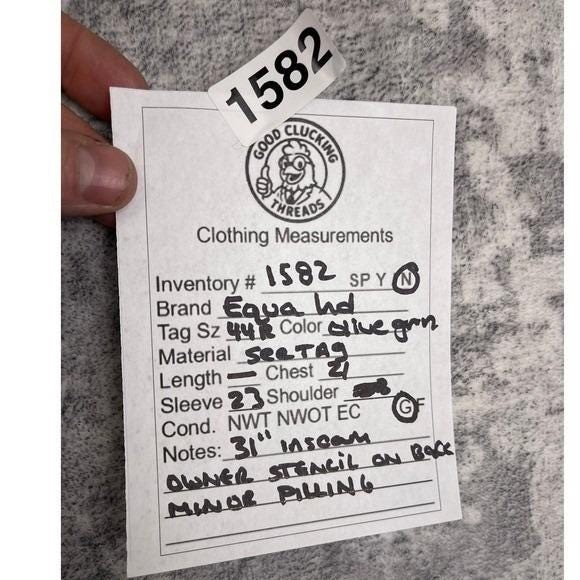 1582
GOOD CLUCKING
THREADS
Clothing Measurements
Inventory # 1582 SP Y N
Brand Equa hd
Tag Sz 44R Color olive grn
Material See TAG
Length — Chest 21
Sleeve 23 Shoulder
Cond. NWT NWOT EC G F
Notes: 31" inseam
OWNER STENCIL ON BACK
MINOR PILLING